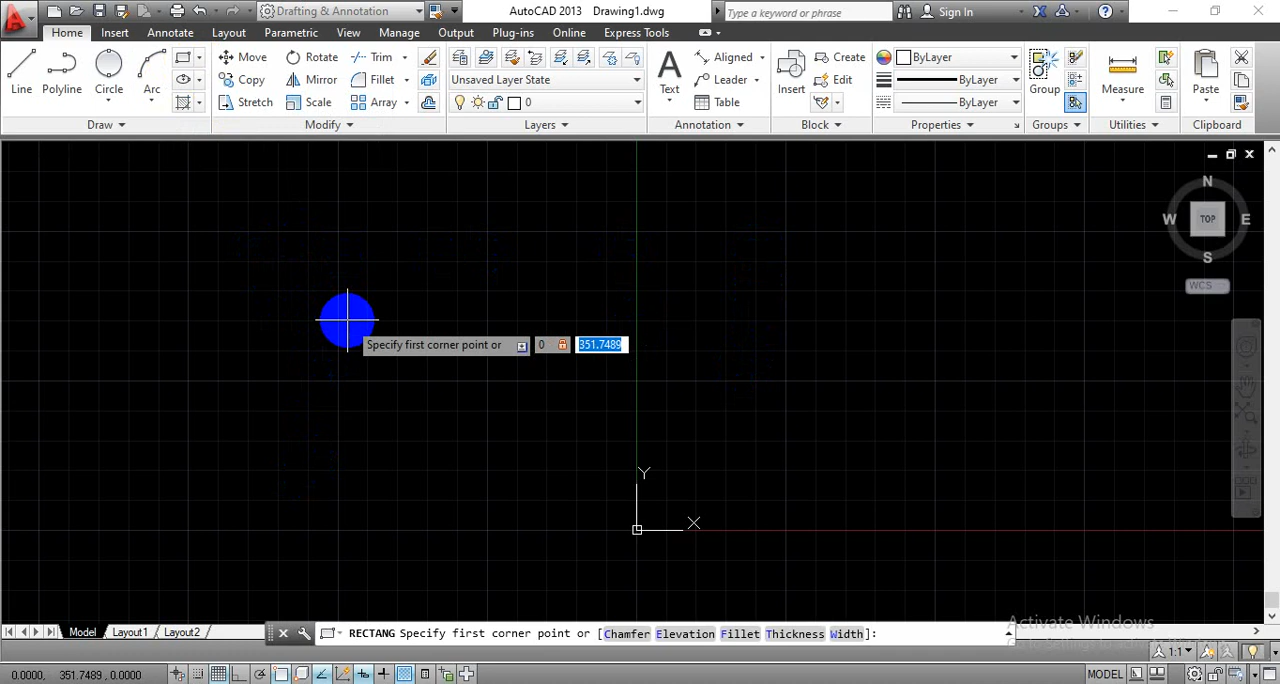 Drafting & Annotation
AutoCAD 2013 Drawing1.dwg
Type a keyword or phrase
Sign In
Home Insert Annotate Layout Parametric View Manage Output Plug-ins Online Express Tools
Line Polyline Circle Arc
Move Rotate Trim
Copy Mirror Fillet
Stretch Scale Array
Unsaved Layer State
0
Text
Aligned
Leader
Table
Insert
Create
Edit
ByLayer
ByLayer
ByLayer
Group
Measure
Paste
Draw Modify Layers Annotation Block Properties Groups Utilities Clipboard
N
W TOP E
S
WCS
Specify first corner point or 0 351.7489
Y
X
Activate Windows
Model Layout1 Layout2
RECTANG Specify first corner point or [Chamfer Elevation Fillet Thickness Width]:
1:1
0.0000, 351.7489 , 0.0000
MODEL